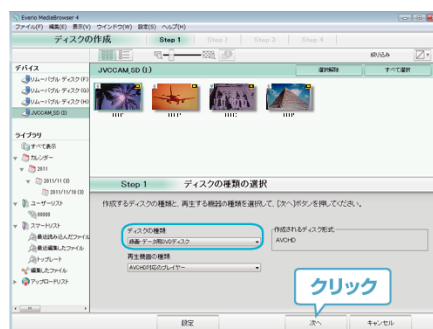 Everio MediaBrowser 4
ファイル(F) 編集(E) 表示(V) ウインドウ(W) 設定(S) ヘルプ(H)
ディスクの作成 Step 1 Step 2 Step 3 Step 4
絞り込み
デバイス
JVCCAM_SD (1)
選択解除
すべて選択
リムーバブル ディスク(F)
リムーバブル ディスク(G)
リムーバブル ディスク(H)
JVCCAM_SD (I)
ライブラリ
すべて表示
カレンダー
2011
2011/11 (3)
2011/11/18 (3)
ユーザーリスト
00000
スマートリスト
最近読み込んだファイル
最近編集したファイル
トップレート
編集したファイル
アップロードリスト
Step 1 ディスクの種類の選択
作成するディスクの種類と、再生する機器の種類を選択して、[次へ]ボタンを押してください。
ディスクの種類
録画・データ用DVDディスク
作成されるディスク形式
AVCHD
再生機器の種類
AVCHD対応のプレイヤー
クリック
設定
次へ
キャンセル